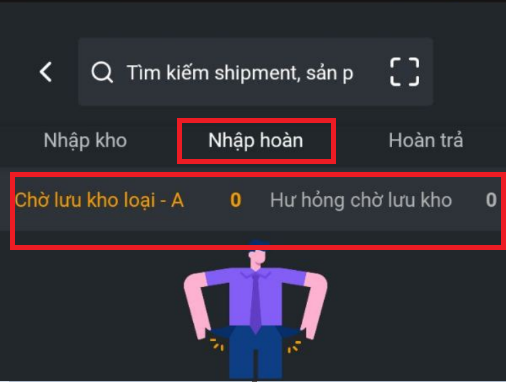 Tìm kiếm shipment, sản p
Nhập kho Nhập hoàn Hoàn trả
Chờ lưu kho loại - A 0 Hư hỏng chờ lưu kho 0